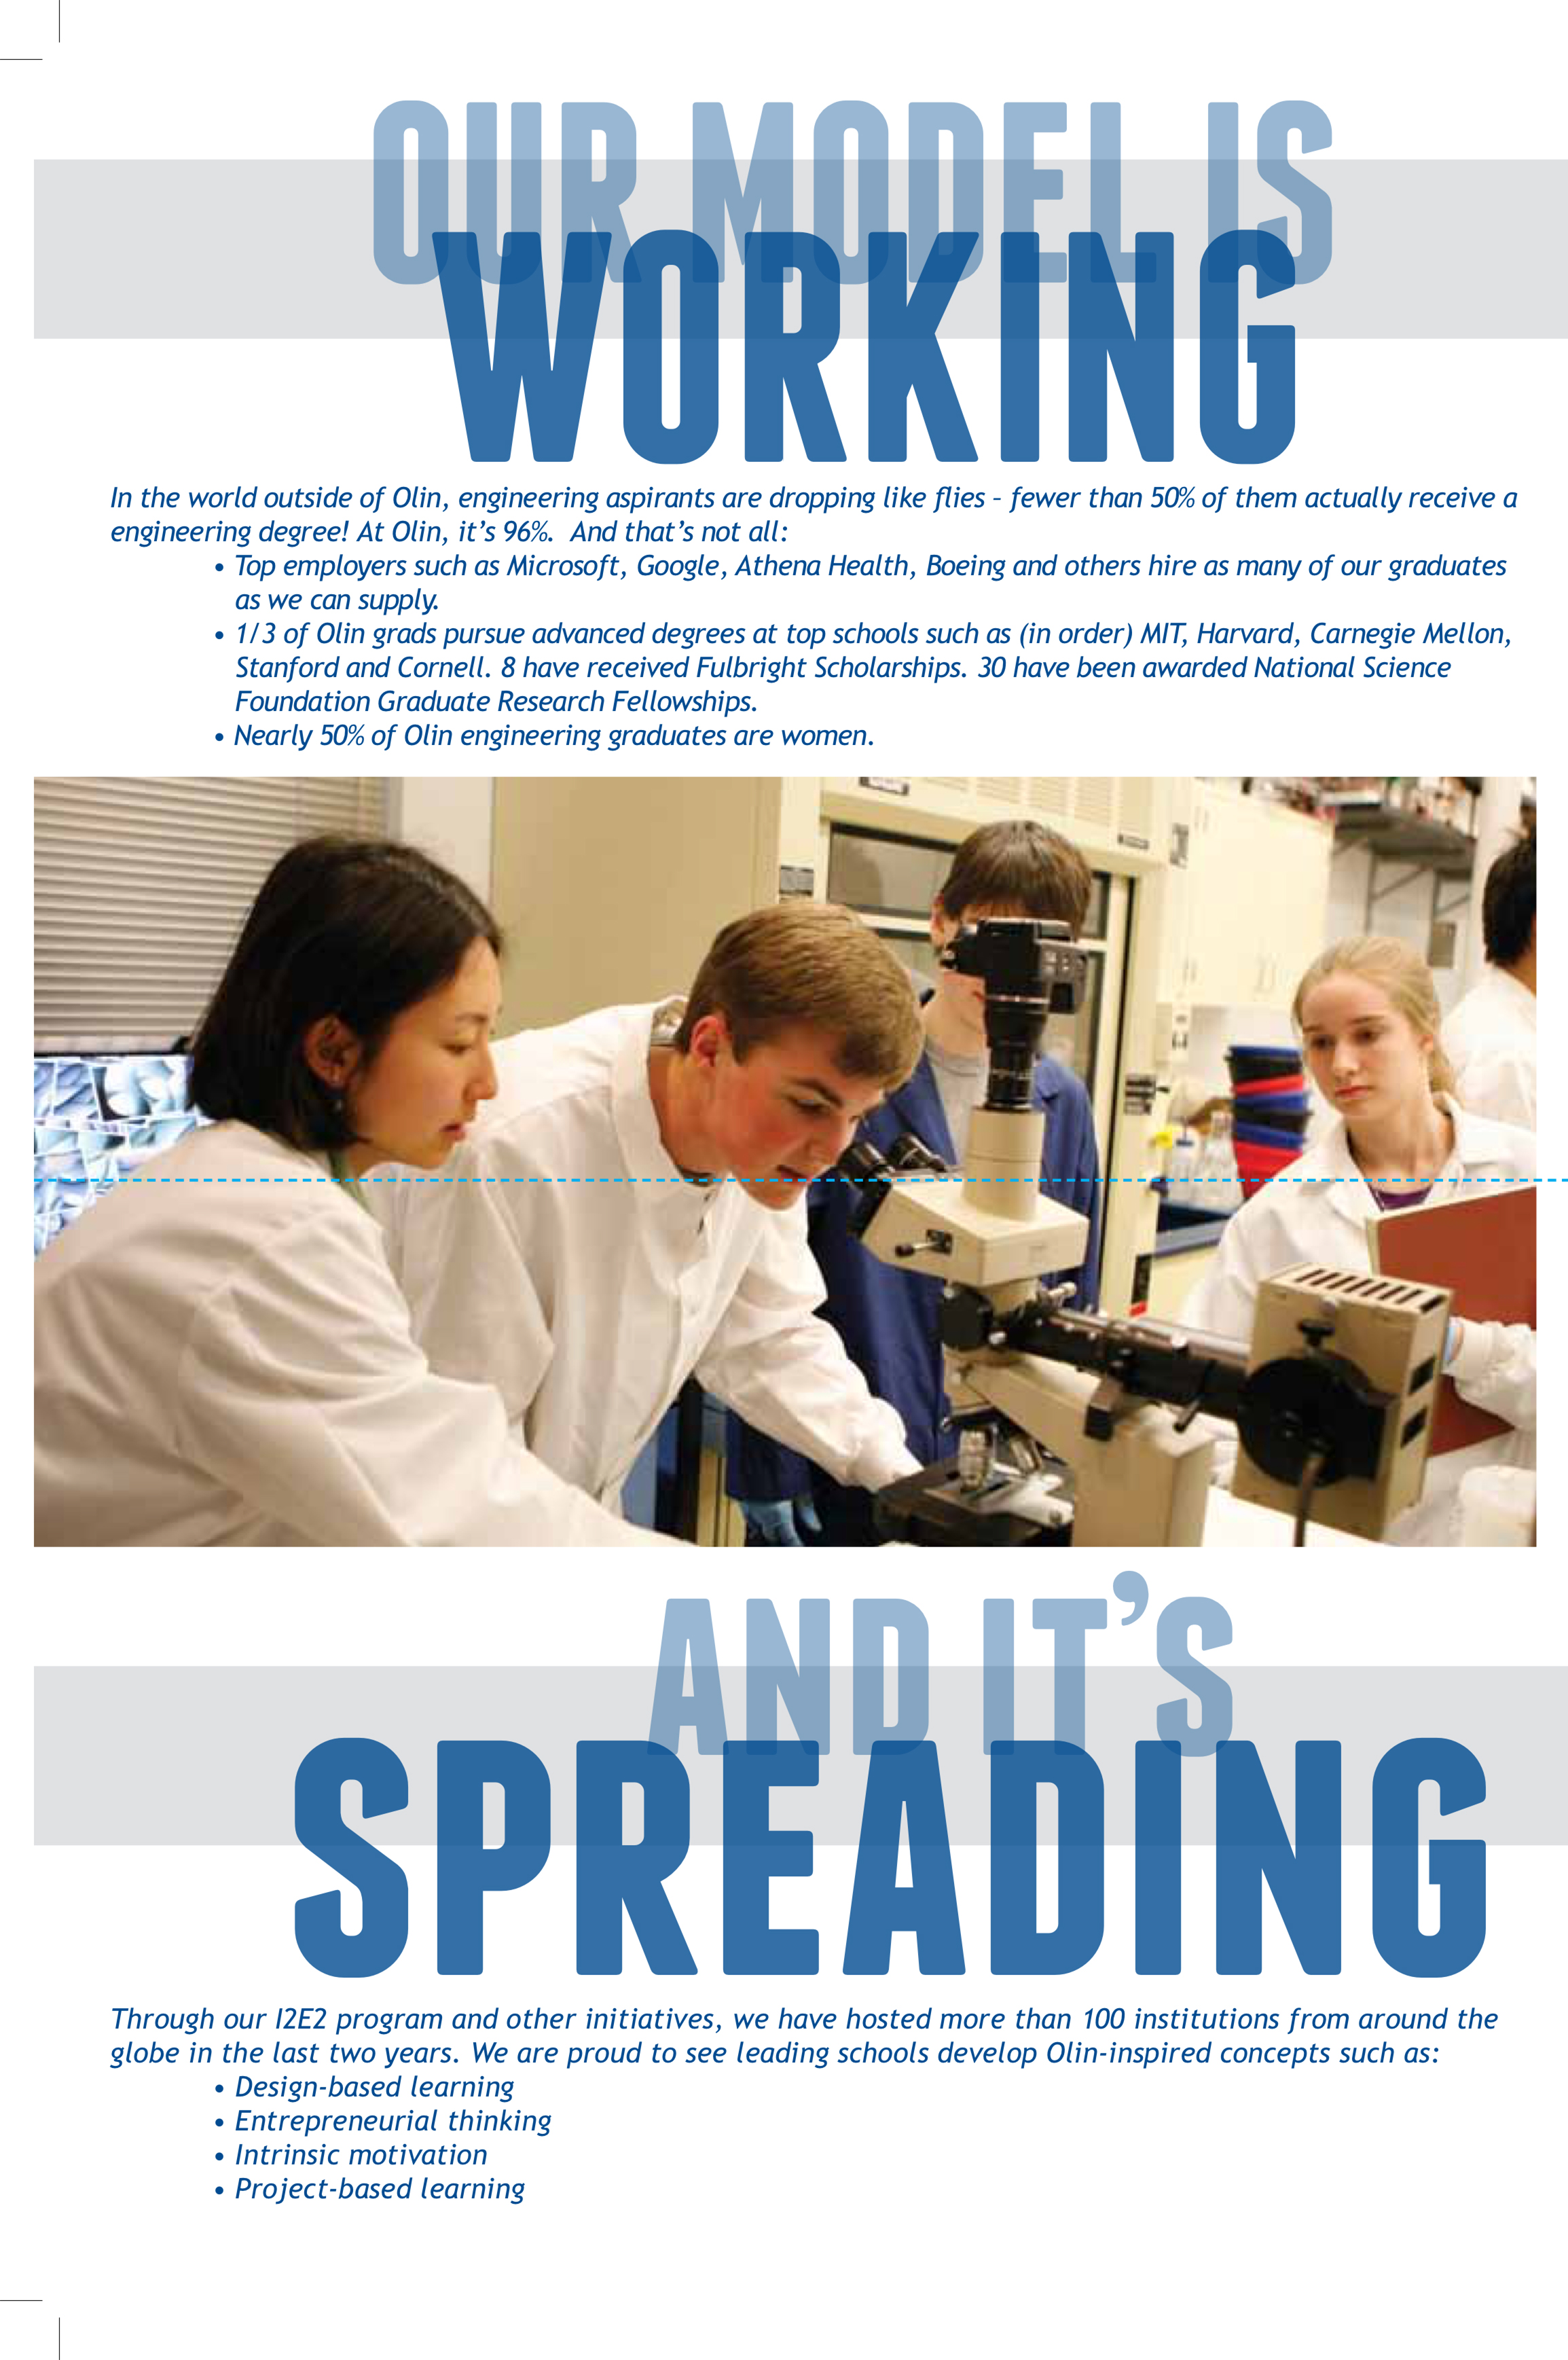 OUR MODEL IS
WORKING
In the world outside of Olin, engineering aspirants are dropping like flies – fewer than 50% of them actually receive a
engineering degree! At Olin, it's 96%.  And that's not all:
• Top employers such as Microsoft, Google, Athena Health, Boeing and others hire as many of our graduates
as we can supply.
• 1/3 of Olin grads pursue advanced degrees at top schools such as (in order) MIT, Harvard, Carnegie Mellon,
Stanford and Cornell. 8 have received Fulbright Scholarships. 30 have been awarded National Science
Foundation Graduate Research Fellowships.
• Nearly 50% of Olin engineering graduates are women.
AND IT'S
SPREADING
Through our I2E2 program and other initiatives, we have hosted more than 100 institutions from around the
globe in the last two years. We are proud to see leading schools develop Olin-inspired concepts such as:
• Design-based learning
• Entrepreneurial thinking
• Intrinsic motivation
• Project-based learning